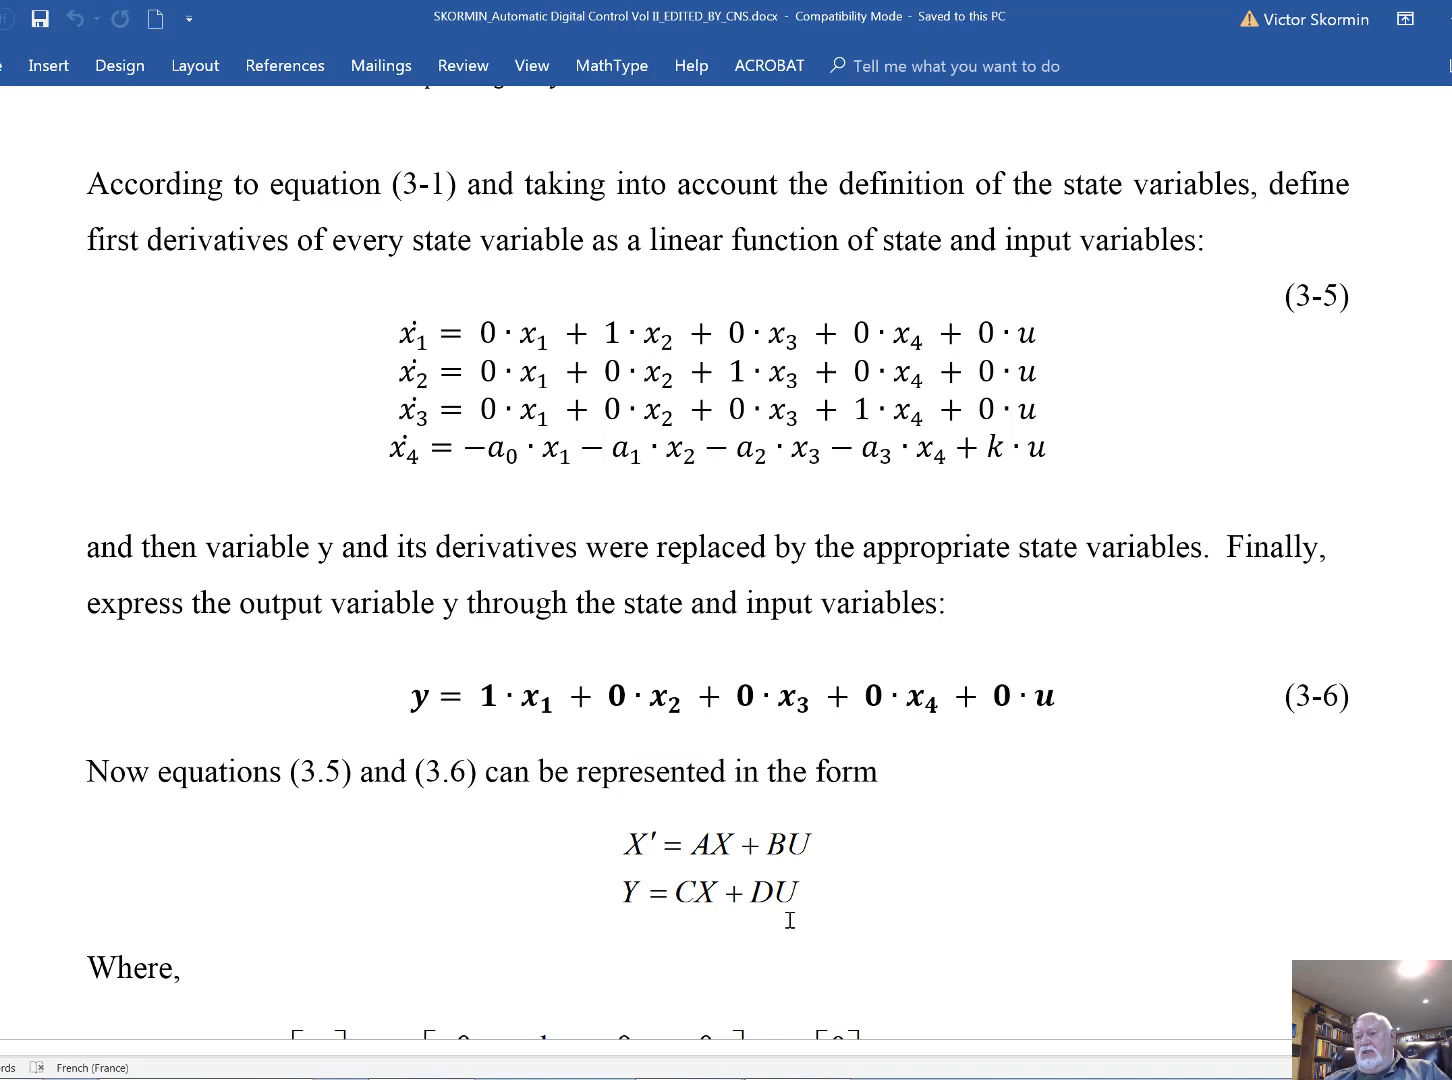 SKORMIN_Automatic Digital Control Vol II_EDITED_BY_CNS.docx - Compatibility Mode - Saved to this PC
Victor Skormin
Insert Design Layout References Mailings Review View MathType Help ACROBAT Tell me what you want to do
According to equation (3-1) and taking into account the definition of the state variables, define
first derivatives of every state variable as a linear function of state and input variables:
(3-5)
ẋ₁ = 0 · x₁ + 1 · x₂ + 0 · x₃ + 0 · x₄ + 0 · u
ẋ₂ = 0 · x₁ + 0 · x₂ + 1 · x₃ + 0 · x₄ + 0 · u
ẋ₃ = 0 · x₁ + 0 · x₂ + 0 · x₃ + 1 · x₄ + 0 · u
ẋ₄ = −a₀ · x₁ − a₁ · x₂ − a₂ · x₃ − a₃ · x₄ + k · u
and then variable y and its derivatives were replaced by the appropriate state variables. Finally,
express the output variable y through the state and input variables:
y = 1 · x₁ + 0 · x₂ + 0 · x₃ + 0 · x₄ + 0 · u (3-6)
Now equations (3.5) and (3.6) can be represented in the form
X′ = AX + BU
Y = CX + DU
Where,
French (France)